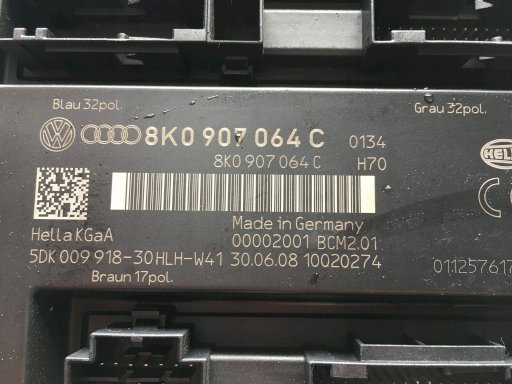 Blau 32pol.
Grau 32pol.
8K0 907 064 C 0134
8K0 907 064 C H70
HELLA
Made in Germany
Hella KGaA 00002001 BCM2.01
5DK 009 918-30 HLH-W41 30.06.08 10020274
Braun 17pol.